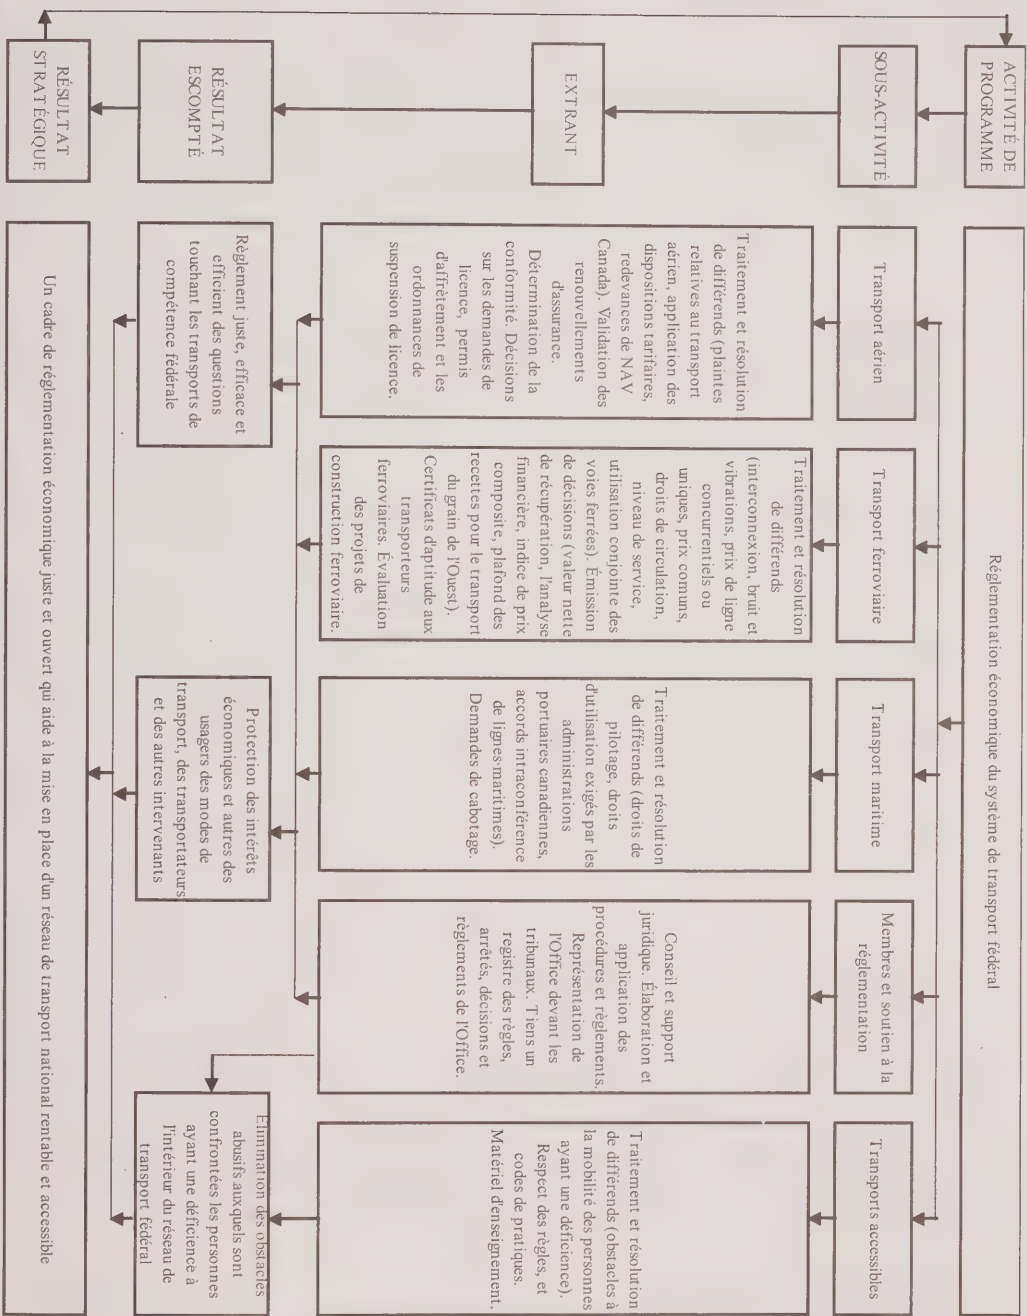 ACTIVITÉ DE
PROGRAMME
Réglementation économique du système de transport fédéral
SOUS-ACTIVITÉ
Transport aérien
Transport ferroviaire
Transport maritime
Membres et soutien à la
réglementation
Transports accessibles
EXTRANT
Traitement et résolution
de différends (plaintes
relatives au transport
aérien, application des
dispositions tarifaires,
redevances de NAV
Canada). Validation des
renouvellements
d'assurance.
Détermination de la
conformité. Décisions
sur les demandes de
licence, permis
d'affrètement et les
ordonnances de
suspension de licence.
Traitement et résolution
de différends
(interconnexion, bruit et
vibrations, prix de ligne
concurrentiels ou
uniques, prix communs,
droits de circulation,
niveau de service,
utilisation conjointe des
voies ferrées). Émission
de décisions (valeur nette
de récupération, l'analyse
financière, indice de prix
composite, plafond des
recettes pour le transport
du grain de l'Ouest).
Certificats d'aptitude aux
transporteurs
ferroviaires. Évaluation
des projets de
construction ferroviaire.
Traitement et résolution
de différends (droits de
pilotage, droits
d'utilisation exigés par les
administrations
portuaires canadiennes,
accords intraconférence
de lignes maritimes).
Demandes de cabotage.
Conseil et support
juridique. Élaboration et
application des
procédures et règlements.
Représentation de
l'Office devant les
tribunaux. Tiens un
registre des règles,
arrêtés, décisions et
règlements de l'Office.
Traitement et résolution
de différends (obstacles à
la mobilité des personnes
ayant une déficience).
Respect des règles, et
codes de pratiques.
Matériel d'enseignement.
RÉSULTAT
ESCOMPTÉ
Règlement juste, efficace et
efficient des questions
touchant les transports de
compétence fédérale
Protection des intérêts
économiques et autres des
usagers des modes de
transport, des transportateurs
et des autres intervenants
Élimination des obstacles
abusifs auxquels sont
confrontées les personnes
ayant une déficience à
l'intérieur du réseau de
transport fédéral
RÉSULTAT
STRATÉGIQUE
Un cadre de réglementation économique juste et ouvert qui aide à la mise en place d'un réseau de transport national rentable et accessible